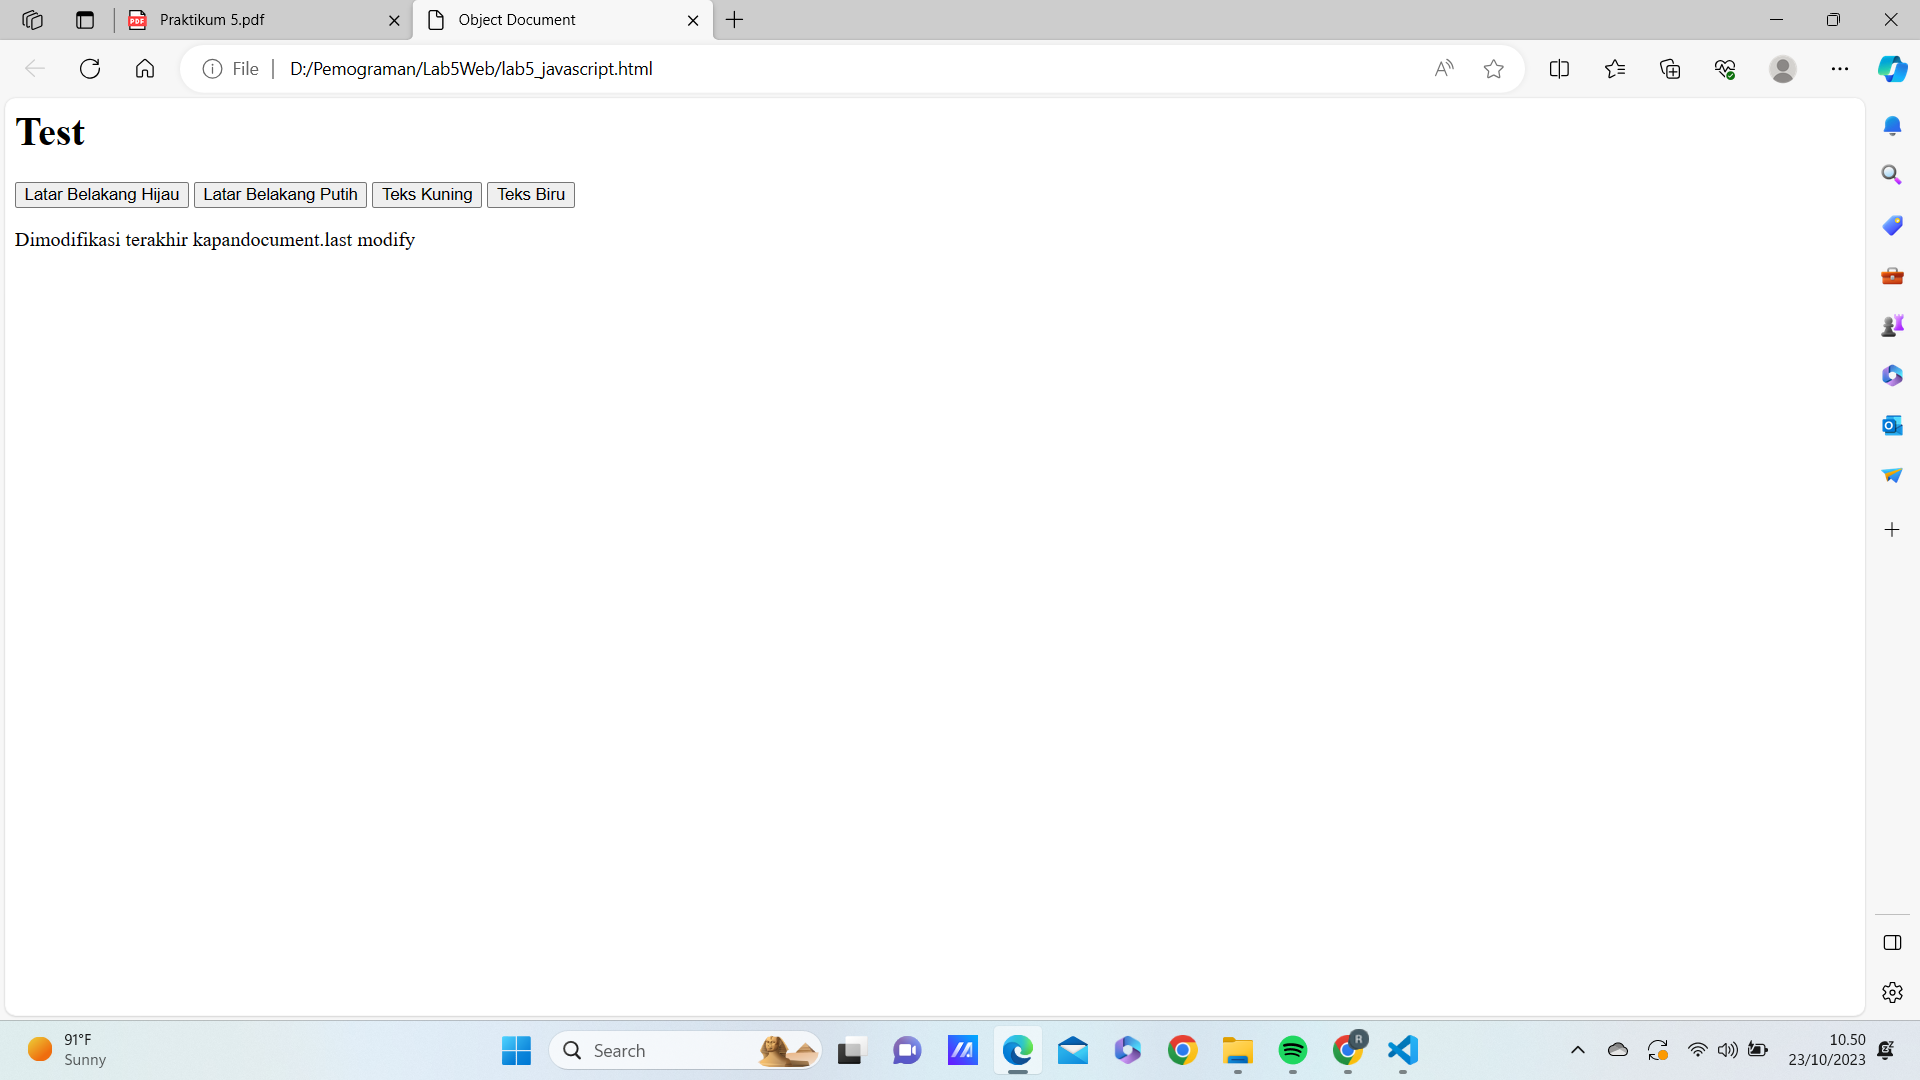 Praktikum 5.pdf
Object Document
File
D:/Pemograman/Lab5Web/lab5_javascript.html
Test
Latar Belakang Hijau
Latar Belakang Putih
Teks Kuning
Teks Biru
Dimodifikasi terakhir kapandocument.last modify
91°F
Sunny
Search
R
10.50
23/10/2023